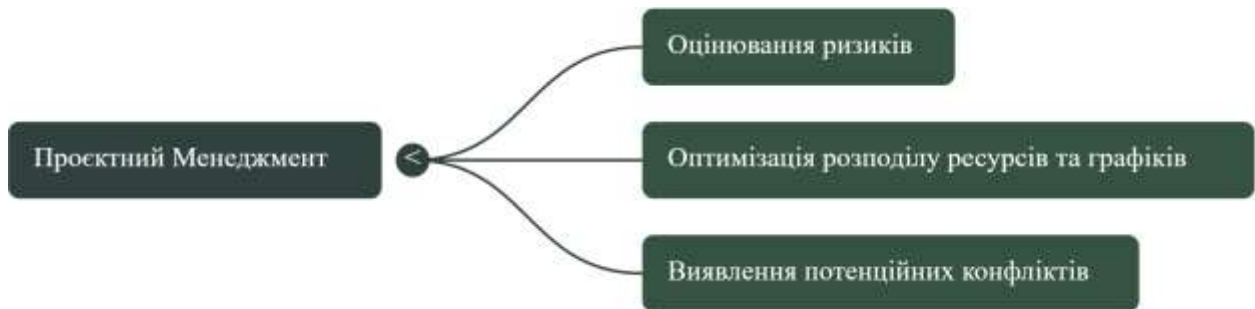 Оцінювання ризиків
Проєктний Менеджмент
<
Оптимізація розподілу ресурсів та графіків
Виявлення потенційних конфліктів